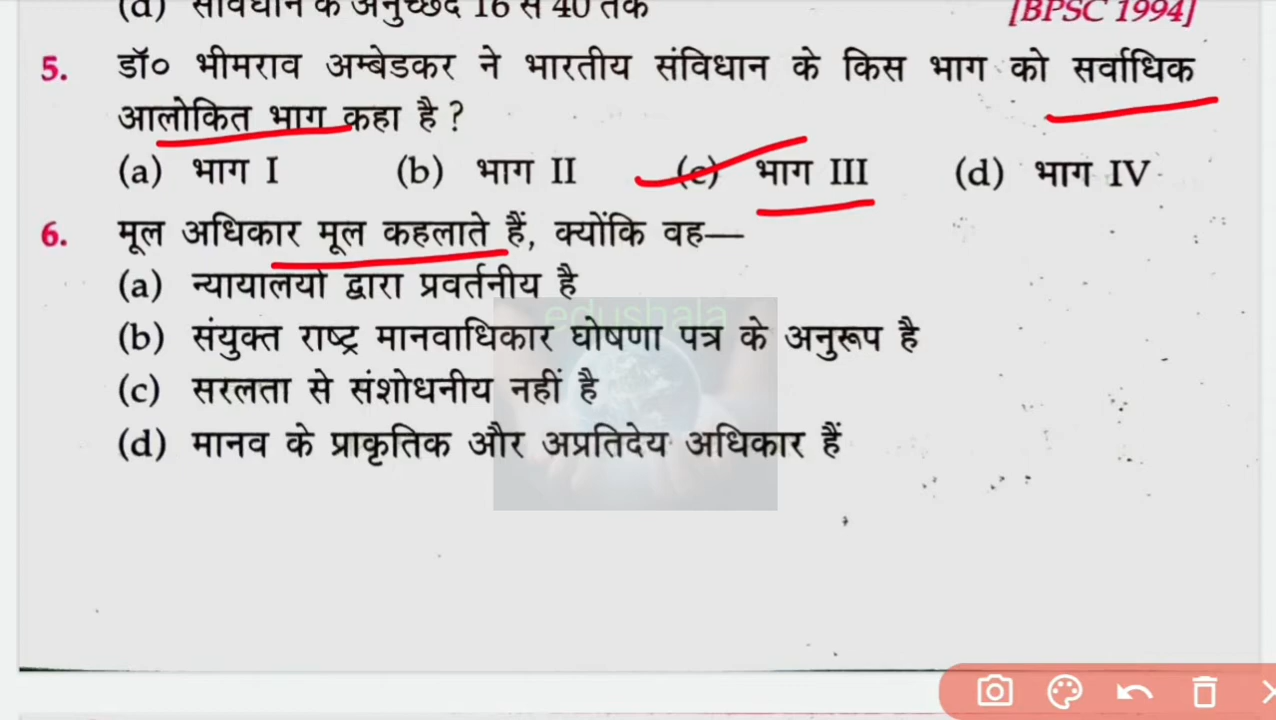 (d) संविधान के अनुच्छेद 16 से 40 तक [BPSC 1994]
5. डॉ० भीमराव अम्बेडकर ने भारतीय संविधान के किस भाग को सर्वाधिक
आलोकित भाग कहा है ?
(a) भाग I (b) भाग II (c) भाग III (d) भाग IV
6. मूल अधिकार मूल कहलाते हैं, क्योंकि वह—
(a) न्यायालयों द्वारा प्रवर्तनीय है
edushala
(b) संयुक्त राष्ट्र मानवाधिकार घोषणा पत्र के अनुरूप है
(c) सरलता से संशोधनीय नहीं है
(d) मानव के प्राकृतिक और अप्रतिदेय अधिकार हैं